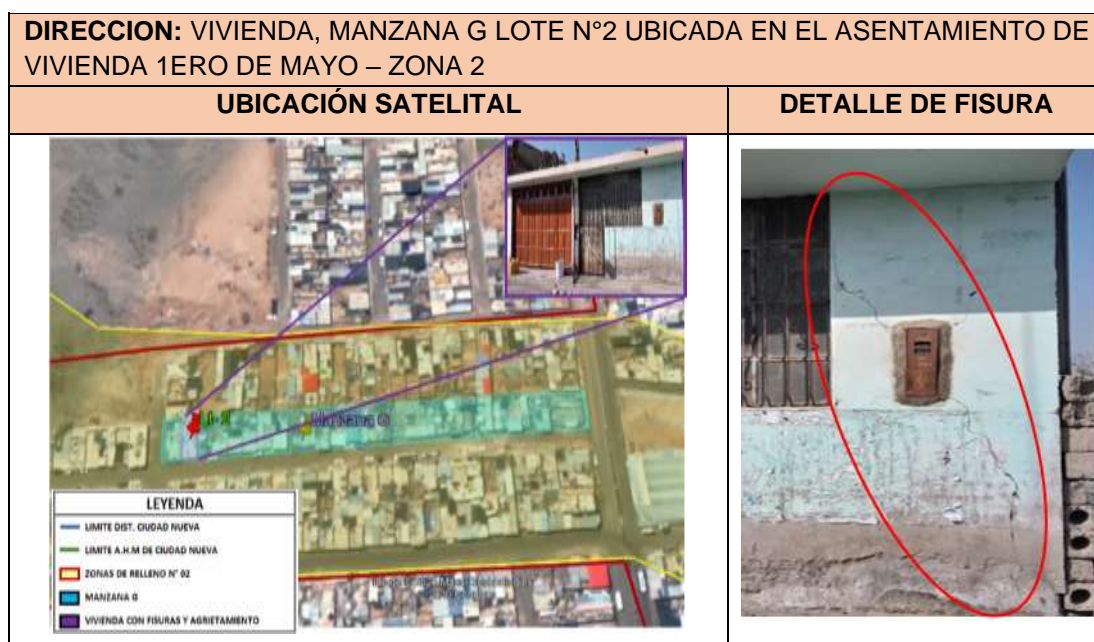 DIRECCION: VIVIENDA, MANZANA G LOTE N°2 UBICADA EN EL ASENTAMIENTO DE
VIVIENDA 1ERO DE MAYO – ZONA 2
UBICACIÓN SATELITAL
DETALLE DE FISURA
Manzana G
LEYENDA
LIMITE DIST. CIUDAD NUEVA
LIMITE A.H.M DE CIUDAD NUEVA
ZONAS DE RELLENO N° 02
MANZANA G
VIVIENDA CON FISURAS Y AGRIETAMIENTO